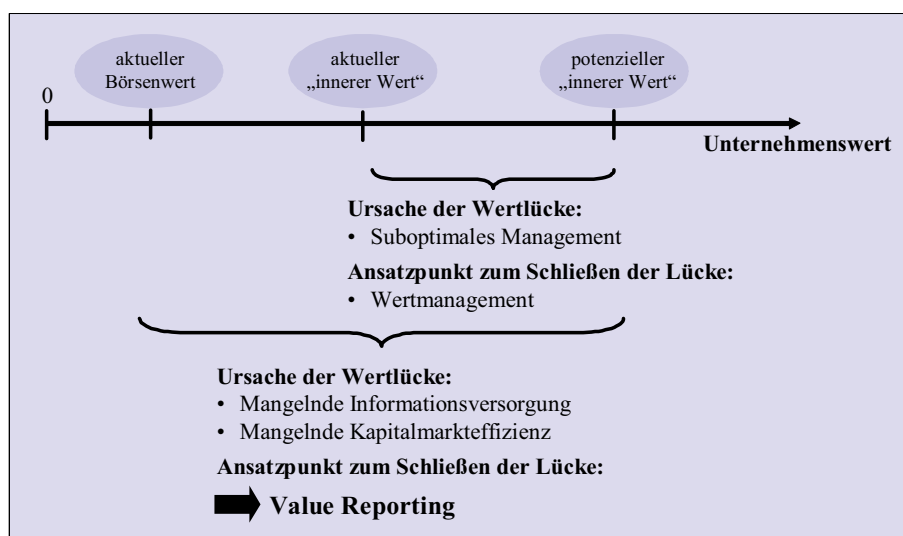 aktueller
Börsenwert
aktueller
„innerer Wert“
potenzieller
„innerer Wert“
0
Unternehmenswert
Ursache der Wertlücke:
• Suboptimales Management
Ansatzpunkt zum Schließen der Lücke:
• Wertmanagement
Ursache der Wertlücke:
• Mangelnde Informationsversorgung
• Mangelnde Kapitalmarkteffizienz
Ansatzpunkt zum Schließen der Lücke:
Value Reporting